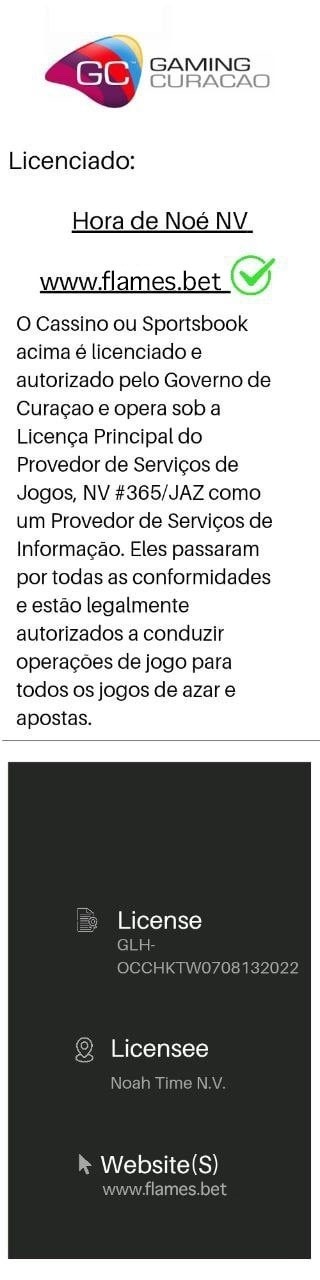 GC™ GAMING
CURACAO
Licenciado:
Hora de Noé NV
www.flames.bet
O Cassino ou Sportsbook
acima é licenciado e
autorizado pelo Governo de
Curaçao e opera sob a
Licença Principal do
Provedor de Serviços de
Jogos, NV #365/JAZ como
um Provedor de Serviços de
Informação. Eles passaram
por todas as conformidades
e estão legalmente
autorizados a conduzir
operações de jogo para
todos os jogos de azar e
apostas.
License
GLH-
OCCHKTW0708132022
Licensee
Noah Time N.V.
Website(S)
www.flames.bet